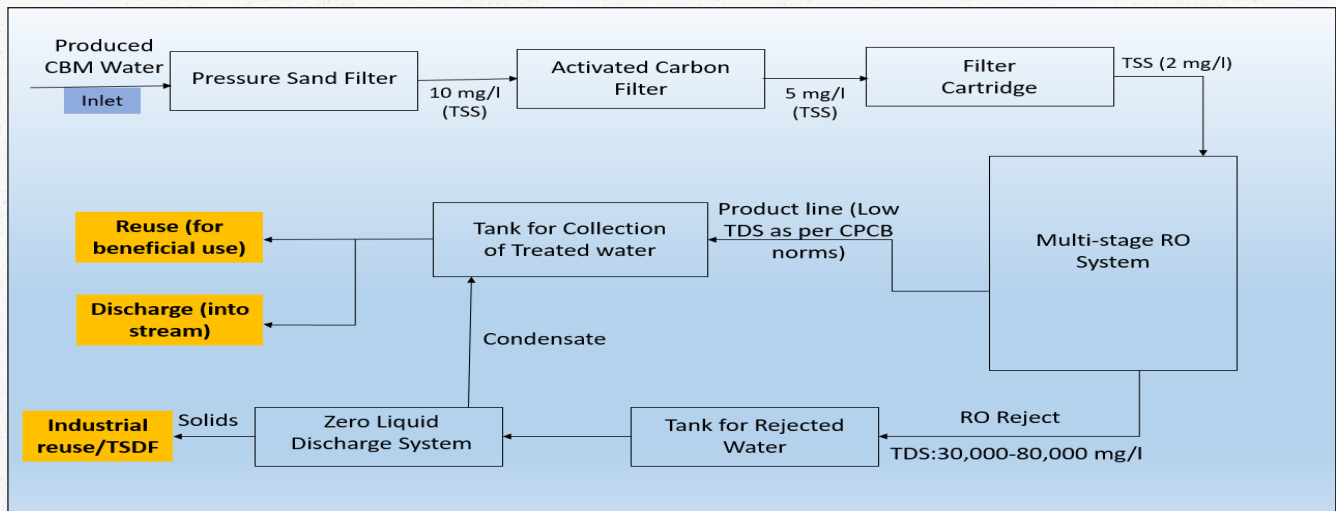 Produced
CBM Water
Inlet
Pressure Sand Filter
10 mg/l
(TSS)
Activated Carbon
Filter
5 mg/l
(TSS)
Filter
Cartridge
TSS (2 mg/l)
Multi-stage RO
System
Product line (Low
TDS as per CPCB
norms)
Tank for Collection
of Treated water
Reuse (for
beneficial use)
Discharge (into
stream)
Condensate
RO Reject
TDS:30,000-80,000 mg/l
Tank for Rejected
Water
Zero Liquid
Discharge System
Solids
Industrial
reuse/TSDF